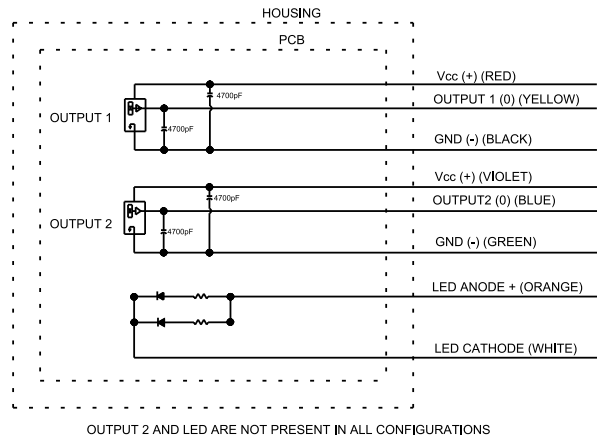 HOUSING
PCB
Vcc (+) (RED)
4700pF
OUTPUT 1 (0) (YELLOW)
OUTPUT 1
4700pF
GND (-) (BLACK)
Vcc (+) (VIOLET)
4700pF
OUTPUT2 (0) (BLUE)
OUTPUT 2
4700pF
GND (-) (GREEN)
LED ANODE + (ORANGE)
LED CATHODE (WHITE)
OUTPUT 2 AND LED ARE NOT PRESENT IN ALL CONFIGURATIONS